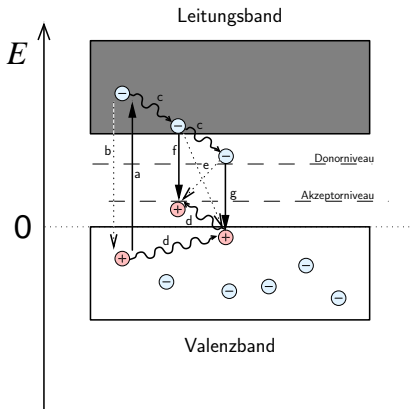 Leitungsband
E
c
c
b
f
e
Donorniveau
a
g
Akzeptorniveau
d
0
d
Valenzband